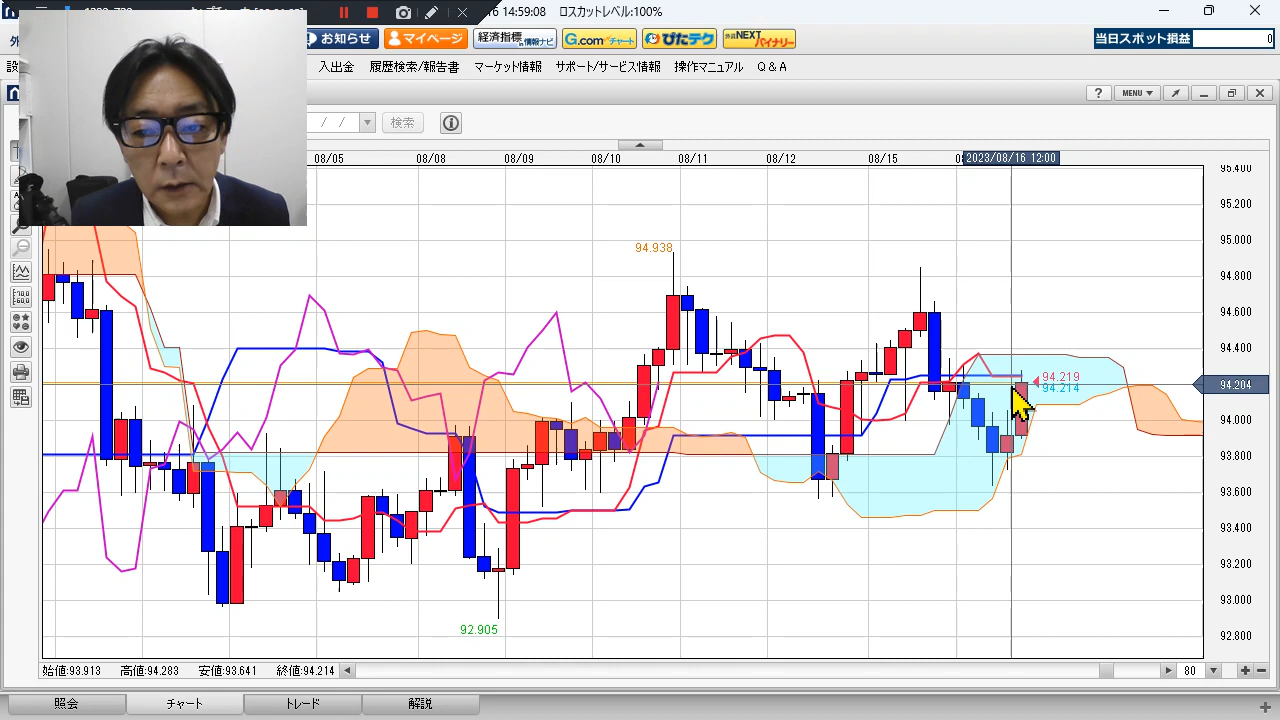 16 14:59:08 ロスカットレベル:100%
お知らせ
マイページ
経済指標
情報ナビ
G.comチャート
ぴたテク
外貨NEXT
バイナリー
当日スポット損益
0
入出金
履歴検索/報告書
マーケット情報
サポート/サービス情報
操作マニュアル
Q&A
?
MENU
/ /
検索
08/05
08/08
08/09
08/10
08/11
08/12
08/15
2023/08/16 12:00
95.400
95.200
95.000
94.800
94.600
94.400
94.204
94.000
93.800
93.600
93.400
93.200
93.000
92.800
94.938
94.219
94.214
92.905
始値:93.913
高値:94.283
安値:93.641
終値:94.214
80
照会
チャート
トレード
解説